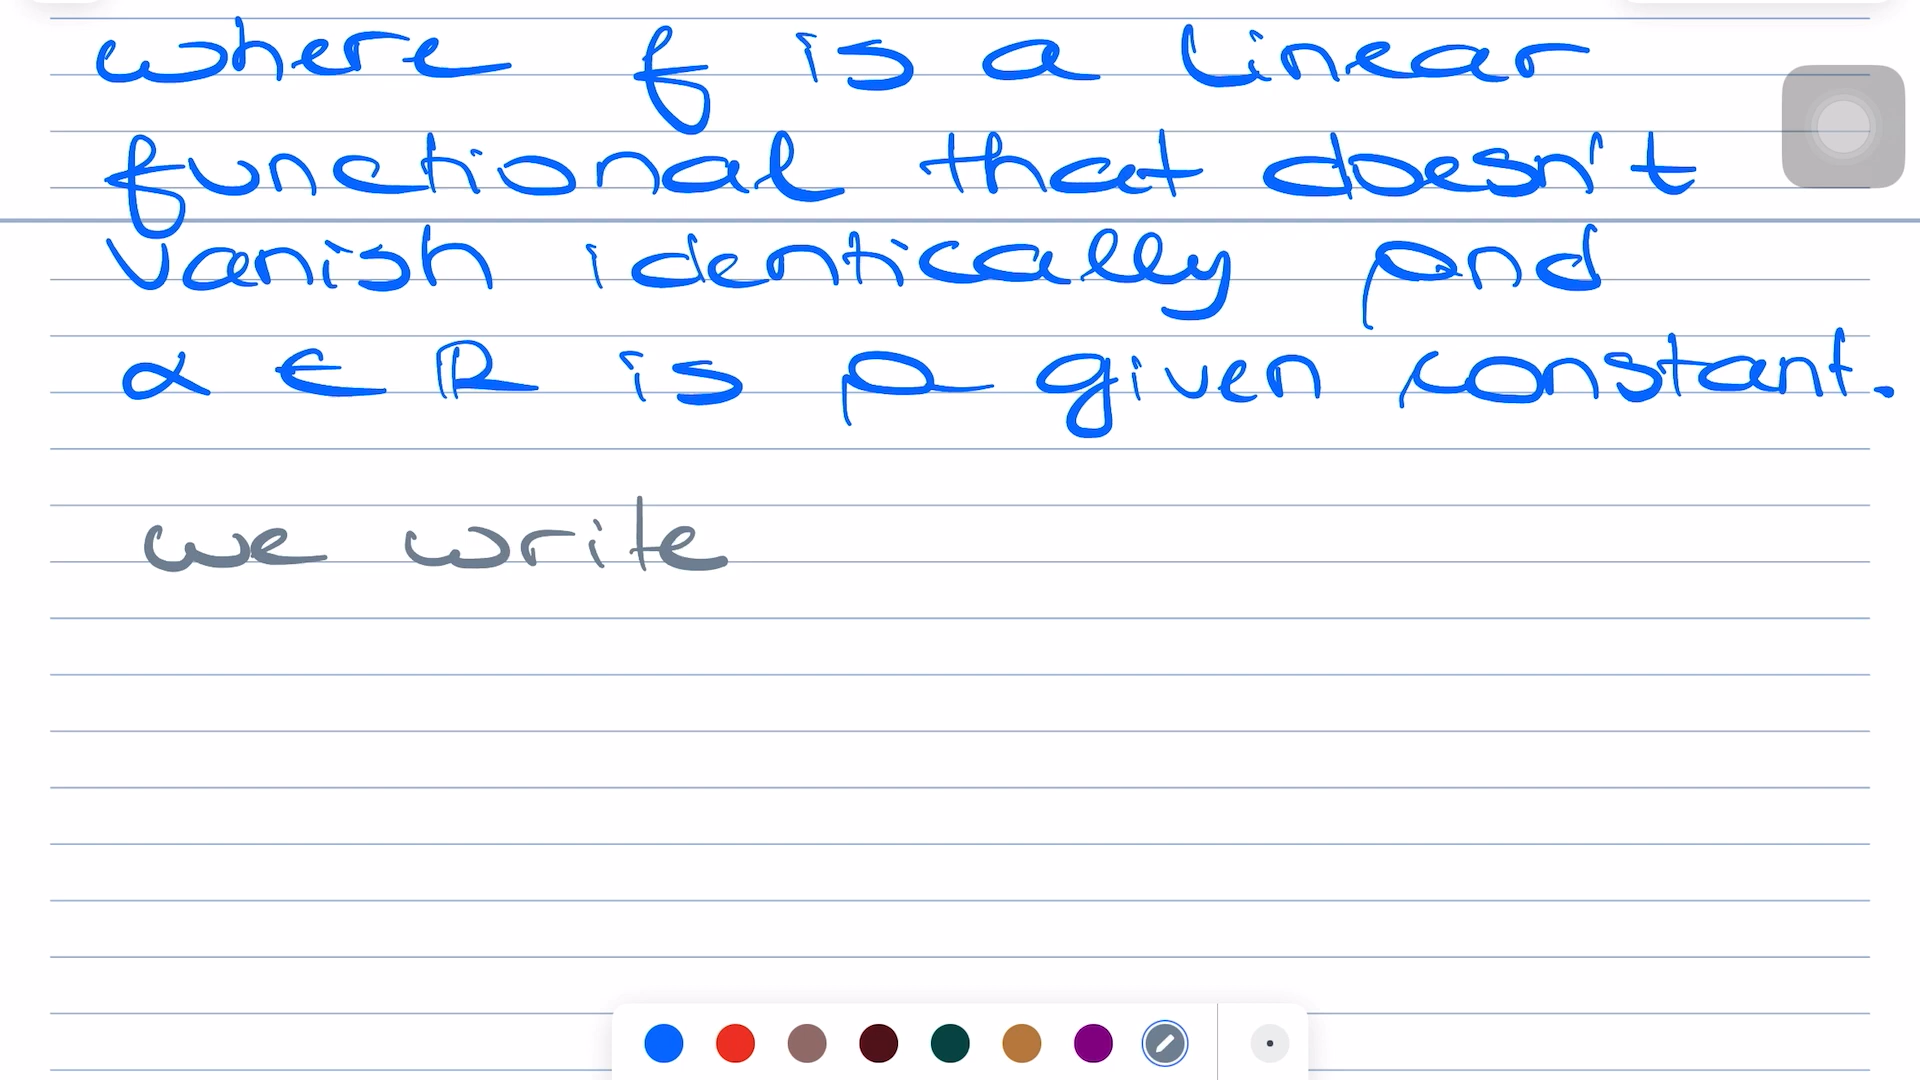 where f is a linear
functional that doesn't
vanish identically and
α ∈ ℝ is a given constant.
we write